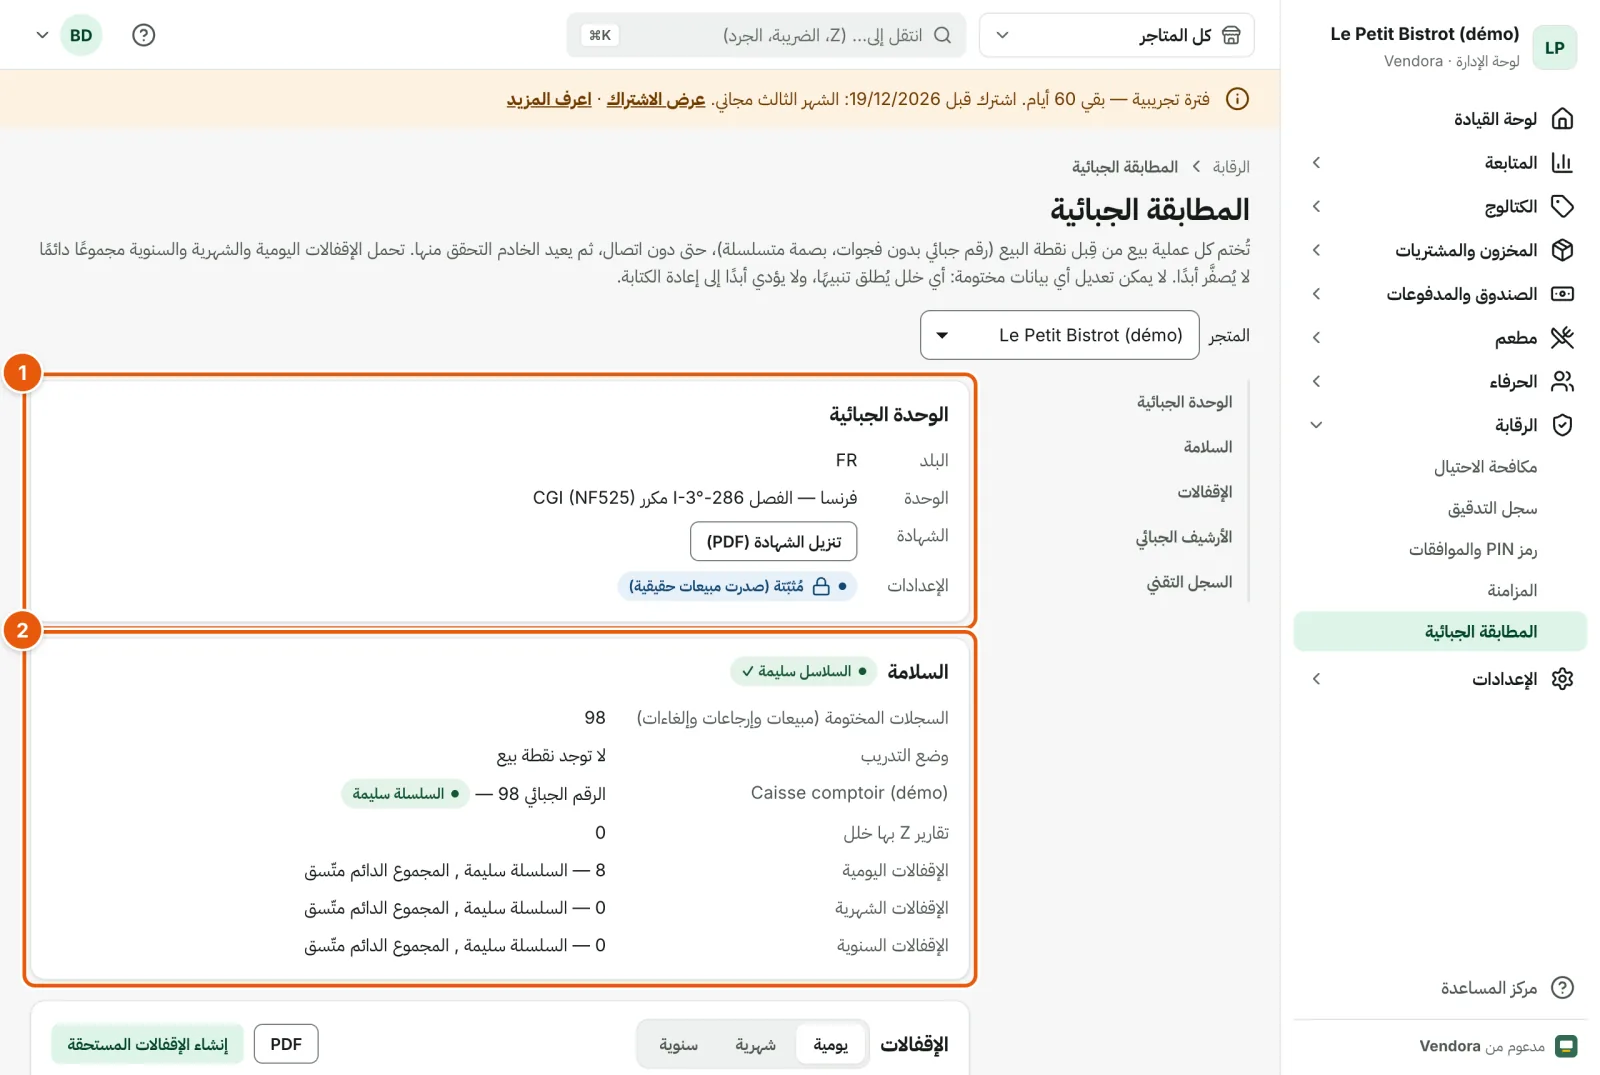 Le Petit Bistrot (démo)
لوحة الإدارة · Vendora
LP
كل المتاجر
انتقل إلى... (Z، الضريبة، الجرد)
⌘K
BD
فترة تجريبية — بقي 60 أيام. اشترك قبل 19/12/2026: الشهر الثالث مجاني. عرض الاشتراك · اعرف المزيد
لوحة القيادة
المتابعة
الكتالوج
المخزون والمشتريات
الصندوق والمدفوعات
مطعم
الحرفاء
الرقابة
مكافحة الاحتيال
سجل التدقيق
رمز PIN والموافقات
المزامنة
المطابقة الجبائية
الإعدادات
مركز المساعدة
مدعوم من Vendora
الرقابة
المطابقة الجبائية
المطابقة الجبائية
تُختم كل عملية بيع من قِبل نقطة البيع (رقم جبائي بدون فجوات، بصمة متسلسلة)، حتى دون اتصال، ثم يعيد الخادم التحقق منها. تحمل الإقفالات اليومية والشهرية والسنوية مجموعًا دائمًا
لا يُصفَّر أبدًا. لا يمكن تعديل أي بيانات مختومة: أي خلل يُطلق تنبيهًا، ولا يؤدي أبدًا إلى إعادة الكتابة.
المتجر
Le Petit Bistrot (démo)
الوحدة الجبائية
السلامة
الإقفالات
الأرشيف الجبائي
السجل التقني
1
الوحدة الجبائية
البلد
FR
الوحدة
فرنسا — الفصل 286-I-3° مكرر CGI (NF525)
الشهادة
تنزيل الشهادة (PDF)
الإعدادات
مُثبّتة (صدرت مبيعات حقيقية)
2
السلامة
السلاسل سليمة ✓
السجلات المختومة (مبيعات وإرجاعات وإلغاءات)
98
وضع التدريب
لا توجد نقطة بيع
Caisse comptoir (démo)
الرقم الجبائي 98 — السلسلة سليمة
تقارير Z بها خلل
0
الإقفالات اليومية
8 — السلسلة سليمة , المجموع الدائم متّسق
الإقفالات الشهرية
0 — السلسلة سليمة , المجموع الدائم متّسق
الإقفالات السنوية
0 — السلسلة سليمة , المجموع الدائم متّسق
الإقفالات
يومية
شهرية
سنوية
PDF
إنشاء الإقفالات المستحقة